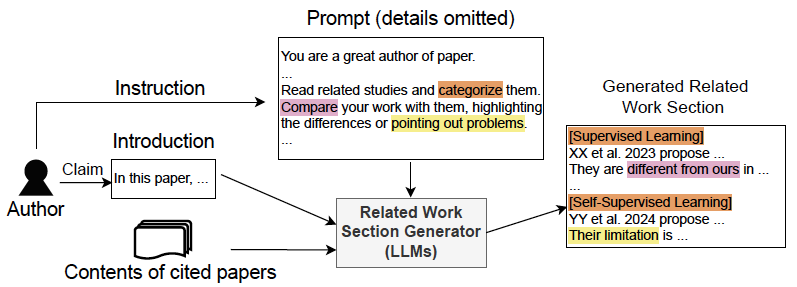 Prompt (details omitted)
You are a great author of paper.
...
Read related studies and categorize them.
Compare your work with them, highlighting
the differences or pointing out problems.
...
Instruction
Introduction
Claim
In this paper, ...
Author
Contents of cited papers
Related Work
Section Generator
(LLMs)
Generated Related
Work Section
[Supervised Learning]
XX et al. 2023 propose ...
They are different from ours in ...
...
[Self-Supervised Learning]
YY et al. 2024 propose ...
Their limitation is ...